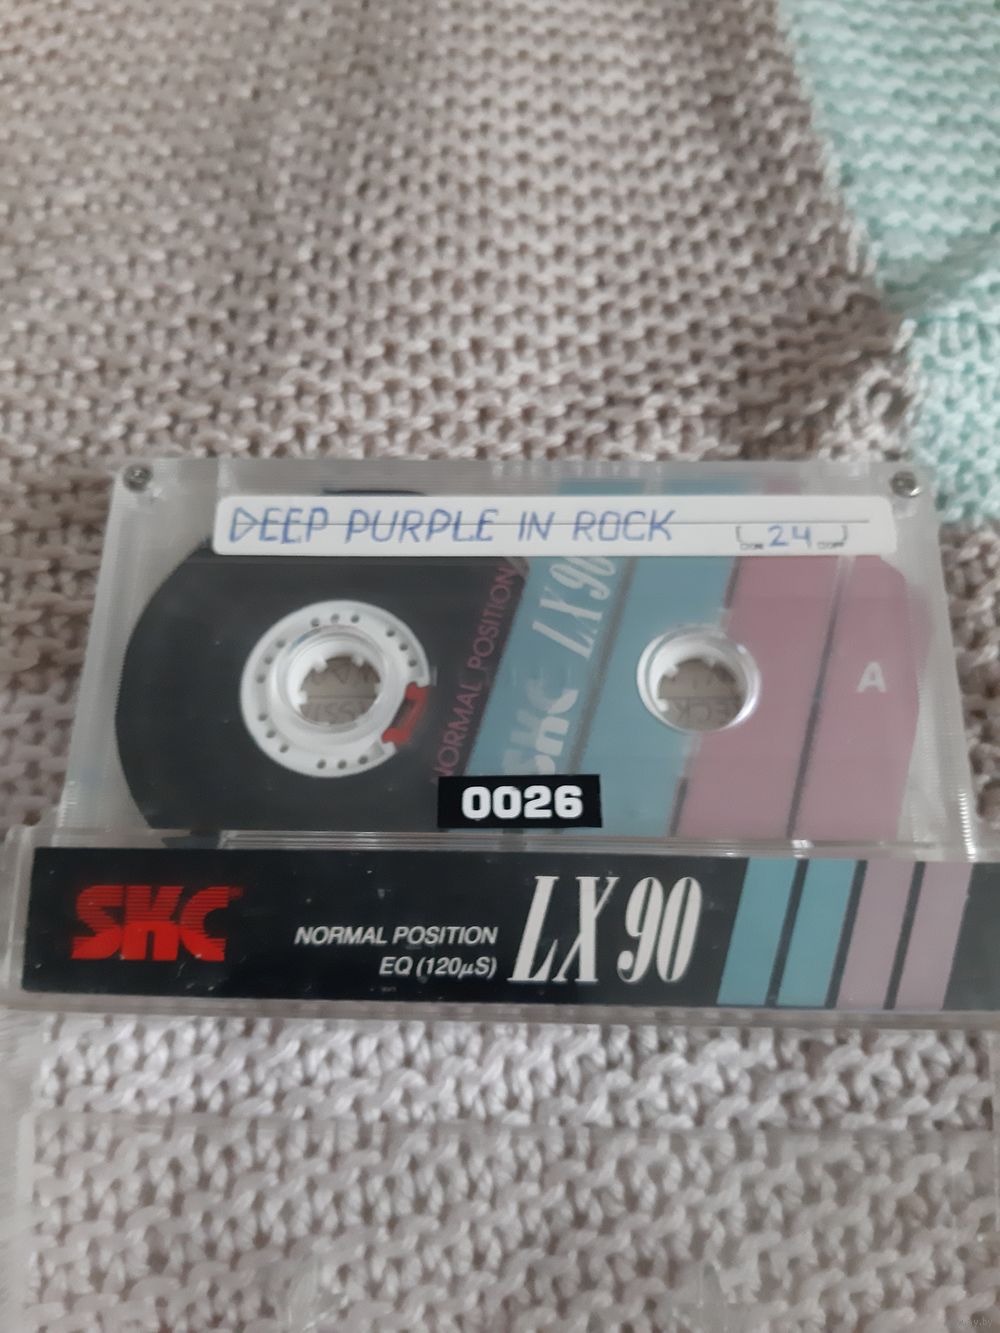 DEEP PURPLE IN ROCK 24
NORMAL POSITION
SKC LX 90
A
0026
SKC
NORMAL POSITION
EQ (120µS)
LX 90